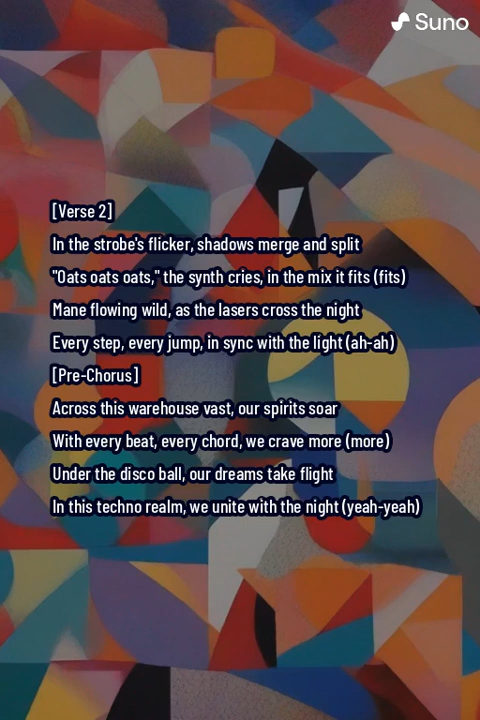 Suno
[Verse 2]
In the strobe's flicker, shadows merge and split
"Oats oats oats," the synth cries, in the mix it fits (fits)
Mane flowing wild, as the lasers cross the night
Every step, every jump, in sync with the light (ah-ah)
[Pre-Chorus]
Across this warehouse vast, our spirits soar
With every beat, every chord, we crave more (more)
Under the disco ball, our dreams take flight
In this techno realm, we unite with the night (yeah-yeah)